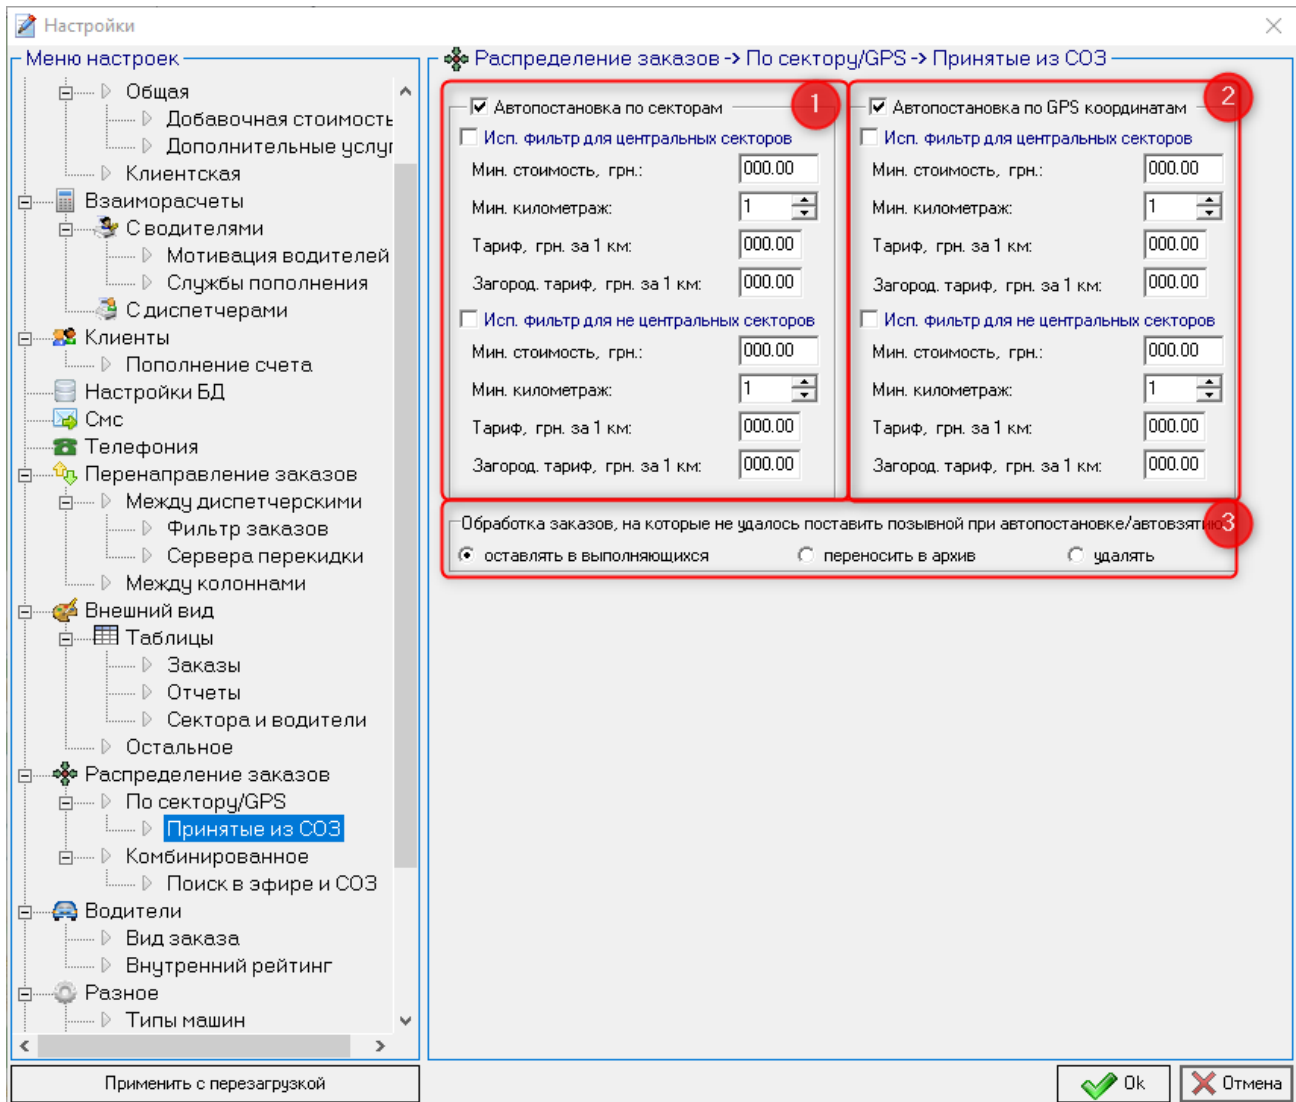 Настройки
Меню настроек
Общая
Добавочная стоимость
Дополнительные услуг
Клиентская
Взаиморасчеты
С водителями
Мотивация водителей
Службы пополнения
С диспетчерами
Клиенты
Пополнение счета
Настройки БД
Смс
Телефония
Перенаправление заказов
Между диспетчерскими
Фильтр заказов
Сервера перекидки
Между колоннами
Внешний вид
Таблицы
Заказы
Отчеты
Сектора и водители
Остальное
Распределение заказов
По сектору/GPS
Принятые из СОЗ
Комбинированное
Поиск в эфире и СОЗ
Водители
Вид заказа
Внутренний рейтинг
Разное
Типы машин
Применить с перезагрузкой
Распределение заказов -> По сектору/GPS -> Принятые из СОЗ
Автопостановка по секторам 1
Исп. фильтр для центральных секторов
Мин. стоимость, грн.: 000.00
Мин. километраж: 1
Тариф, грн. за 1 км: 000.00
Загород. тариф, грн. за 1 км: 000.00
Исп. фильтр для не центральных секторов
Мин. стоимость, грн.: 000.00
Мин. километраж: 1
Тариф, грн. за 1 км: 000.00
Загород. тариф, грн. за 1 км: 000.00
Автопостановка по GPS координатам 2
Исп. фильтр для центральных секторов
Мин. стоимость, грн.: 000.00
Мин. километраж: 1
Тариф, грн. за 1 км: 000.00
Загород. тариф, грн. за 1 км: 000.00
Исп. фильтр для не центральных секторов
Мин. стоимость, грн.: 000.00
Мин. километраж: 1
Тариф, грн. за 1 км: 000.00
Загород. тариф, грн. за 1 км: 000.00
Обработка заказов, на которые не удалось поставить позывной при автопостановке/автовзятию 3
оставлять в выполняющихся переносить в архив удалять
Ok Отмена